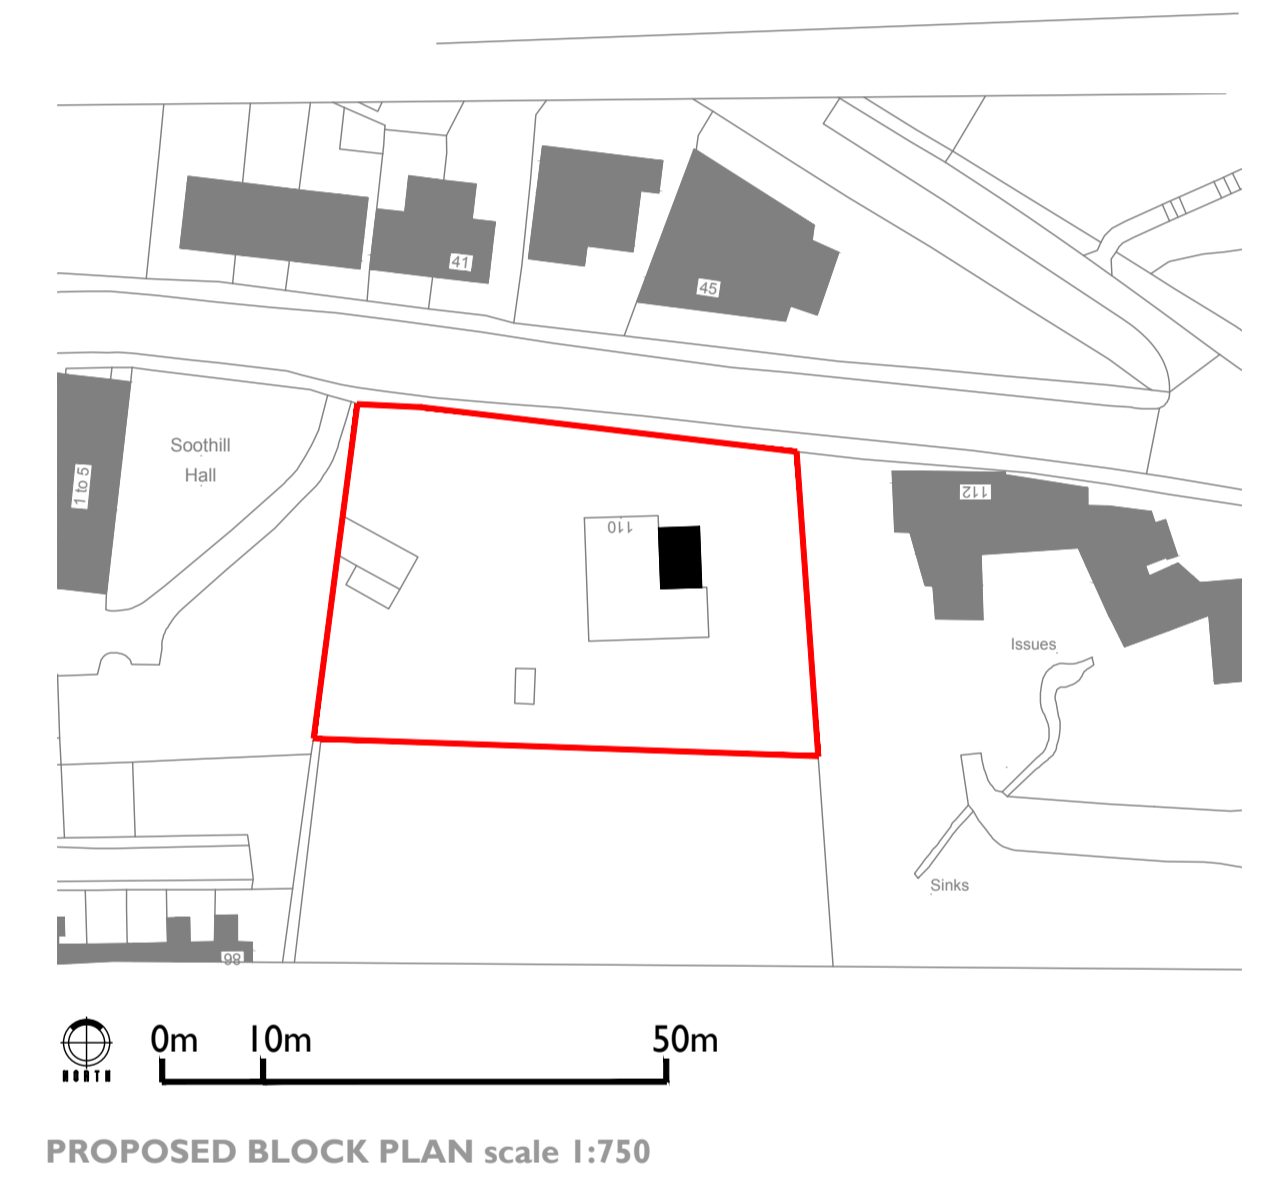 41
45
Soothill
Hall
1 to 5
112
110
Issues
Sinks
98
NORTH
0m 10m 50m
PROPOSED BLOCK PLAN scale 1:750